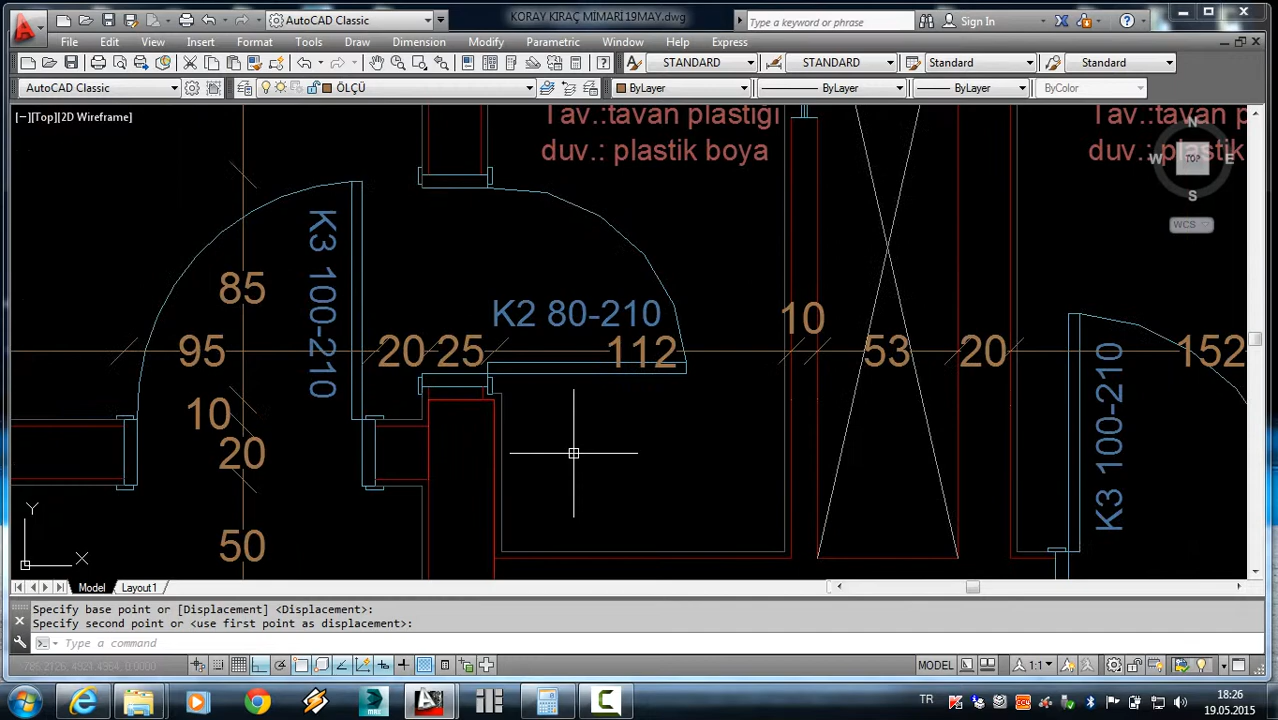 AutoCAD Classic
KORAY KIRAÇ MIMARİ 19MAY.dwg
Type a keyword or phrase
Sign In
File Edit View Insert Format Tools Draw Dimension Modify Parametric Window Help Express
STANDARD STANDARD Standard Standard
AutoCAD Classic ÖLÇÜ ByLayer ByLayer ByLayer ByColor
[−][Top][2D Wireframe]
Tav.:tavan plastiği
duv.: plastik boya
Tav.:tavan p
duv.: plastik
N
W TOP E
S
WCS
K3 100-210
85
K2 80-210
10
95 20 25 112 53 20 152
K3 100-210
10
20
50
Y
X
Model Layout1
Specify base point or [Displacement] <Displacement>:
Specify second point or <use first point as displacement>:
Type a command
MODEL 1:1
TR
18:26
19.05.2015